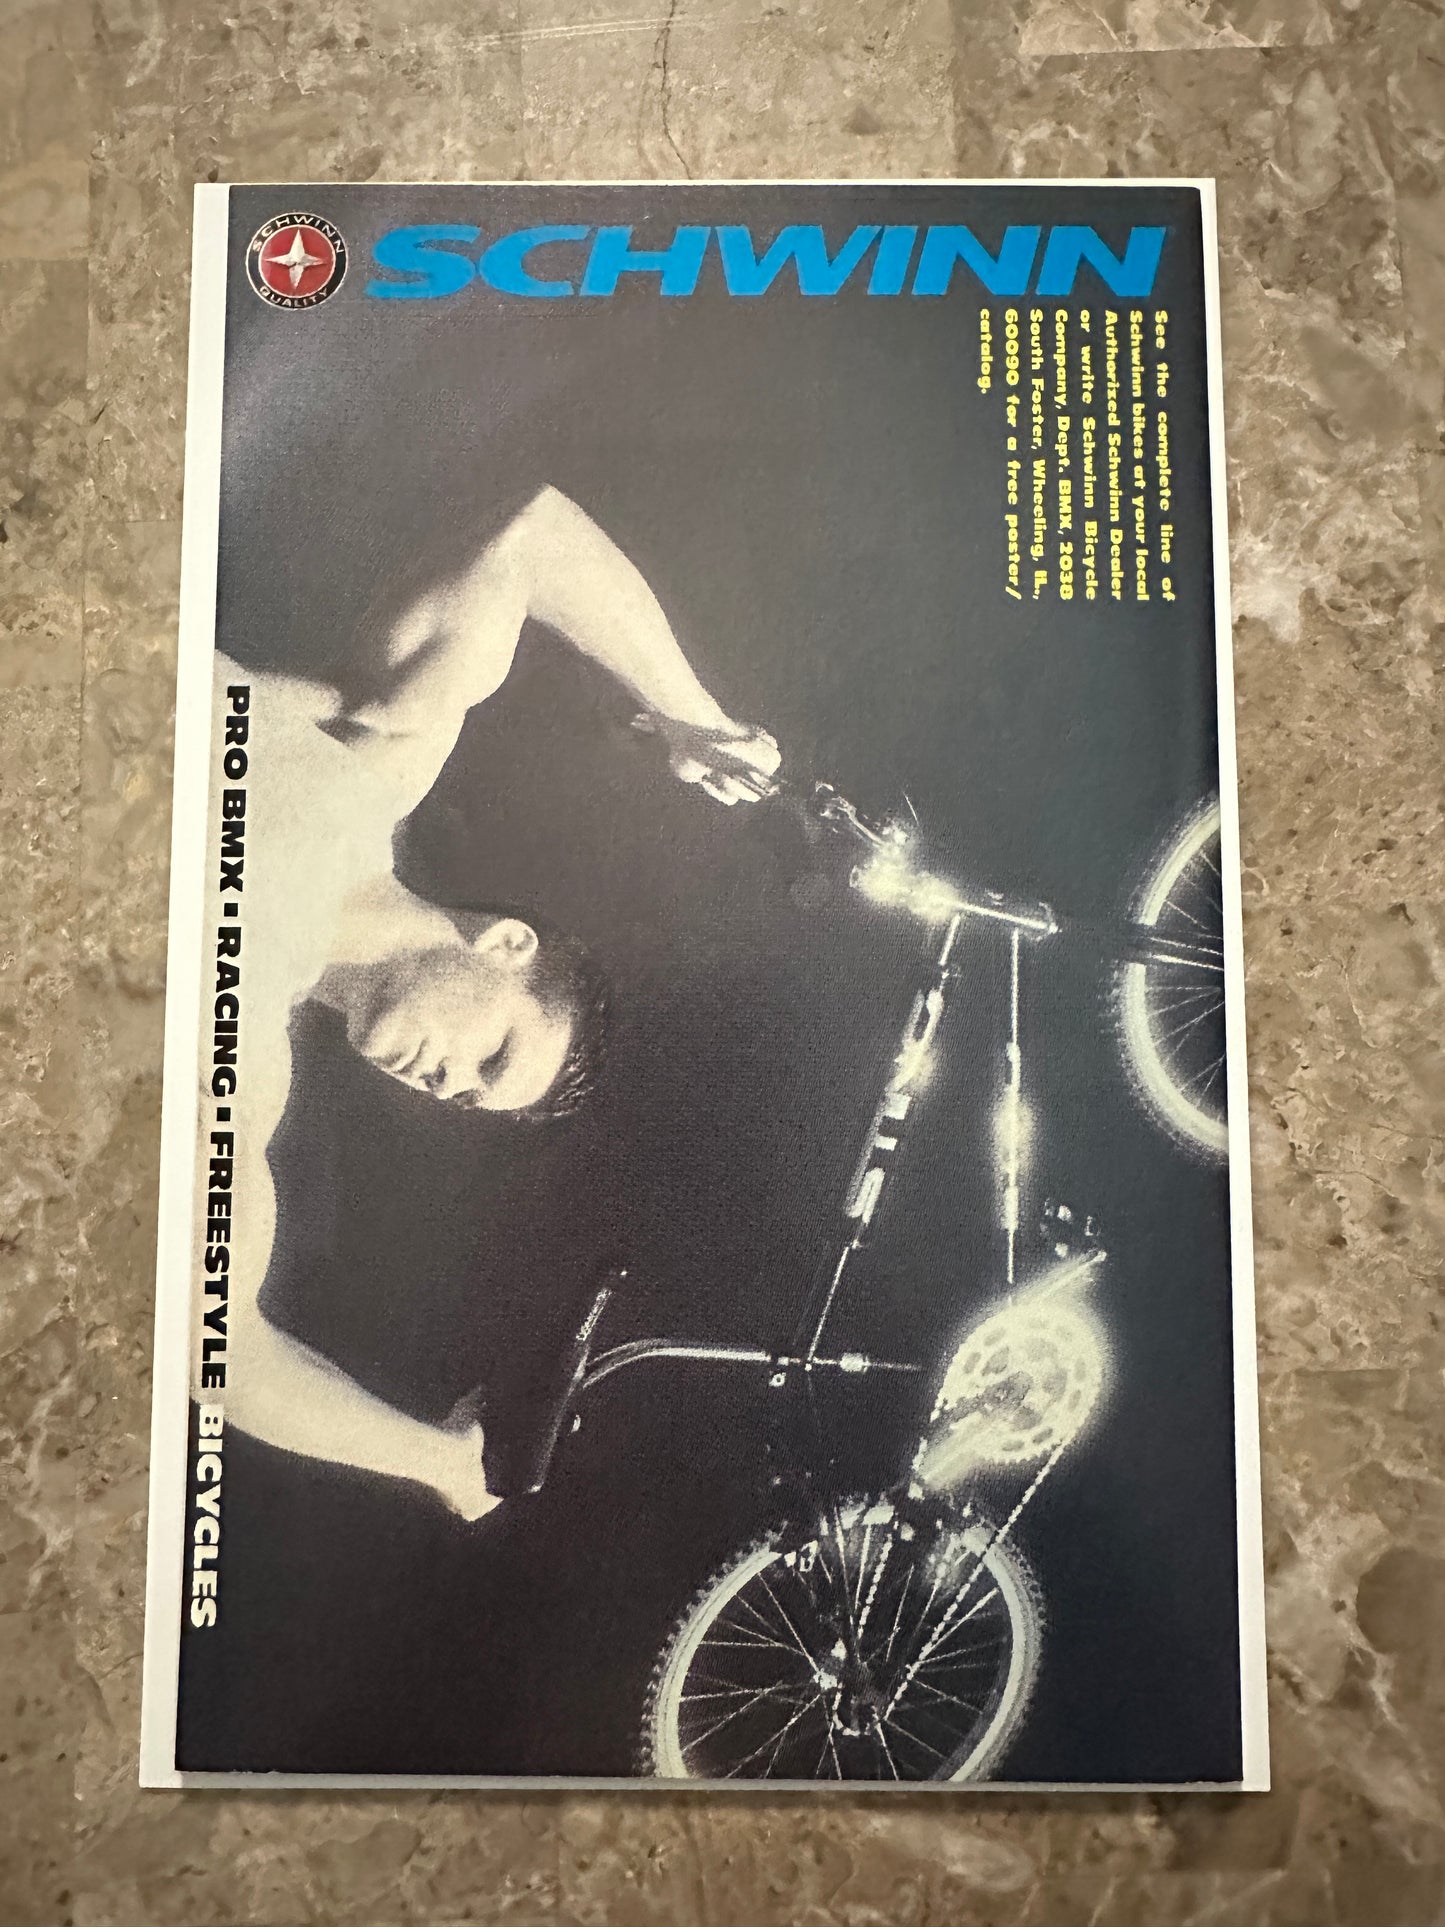 SCHWINN
QUALITY
SCHWINN
See the complete line of
Schwinn bikes at your local
Authorized Schwinn Dealer
or write Schwinn Bicycle
Company, Dept. BMX, 2038
South Foster, Wheeling, IL.,
60090 for a free poster/
catalog.
PRO BMX · RACING · FREESTYLE BICYCLES